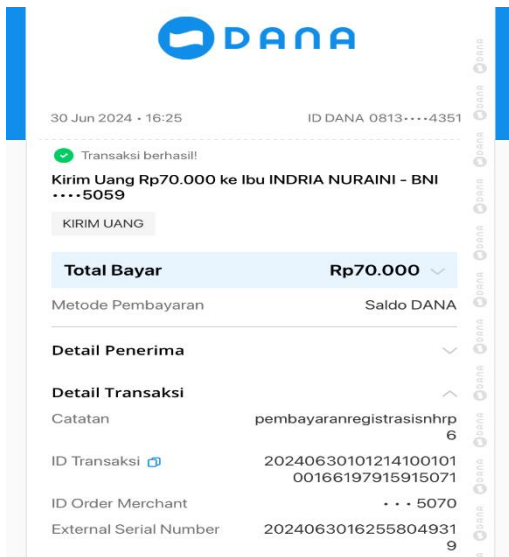 DANA
30 Jun 2024 • 16:25 ID DANA 0813····4351
Transaksi berhasil!
Kirim Uang Rp70.000 ke Ibu INDRIA NURAINI - BNI
····5059
KIRIM UANG
Total Bayar Rp70.000
Metode Pembayaran Saldo DANA
Detail Penerima
Detail Transaksi
Catatan pembayaranregistrasisnhrp
6
ID Transaksi 20240630101214100101
00166197915915071
ID Order Merchant ··· 5070
External Serial Number 2024063016255804931
9